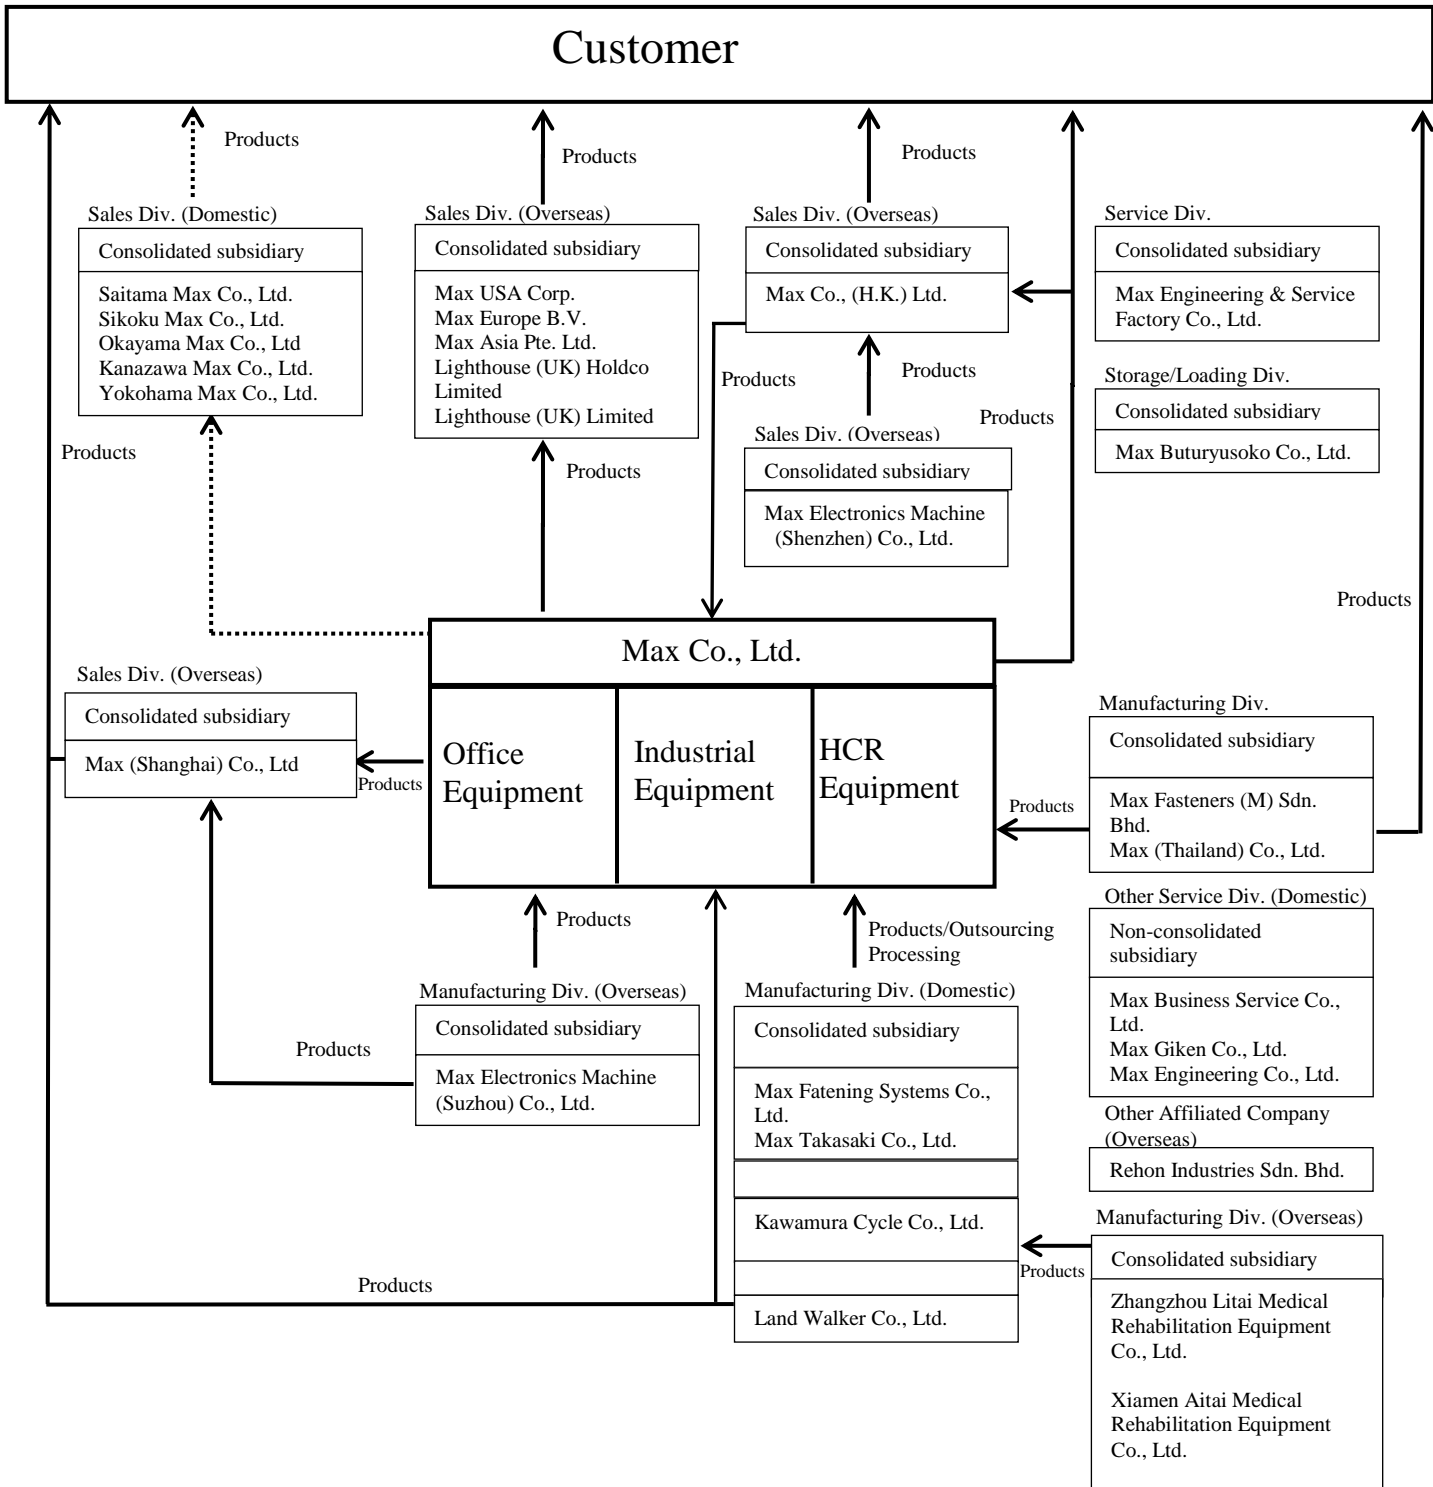 Customer
Products
Products
Products
Sales Div. (Domestic)
Consolidated subsidiary
Saitama Max Co., Ltd.
Sikoku Max Co., Ltd.
Okayama Max Co., Ltd
Kanazawa Max Co., Ltd.
Yokohama Max Co., Ltd.
Sales Div. (Overseas)
Consolidated subsidiary
Max USA Corp.
Max Europe B.V.
Max Asia Pte. Ltd.
Lighthouse (UK) Holdco
Limited
Lighthouse (UK) Limited
Sales Div. (Overseas)
Consolidated subsidiary
Max Co., (H.K.) Ltd.
Service Div.
Consolidated subsidiary
Max Engineering & Service
Factory Co., Ltd.
Storage/Loading Div.
Consolidated subsidiary
Max Buturyusoko Co., Ltd.
Products
Products
Products
Products
Products
Sales Div. (Overseas)
Consolidated subsidiary
Max Electronics Machine
(Shenzhen) Co., Ltd.
Products
Max Co., Ltd.
Office
Equipment
Industrial
Equipment
HCR
Equipment
Sales Div. (Overseas)
Consolidated subsidiary
Max (Shanghai) Co., Ltd
Products
Manufacturing Div.
Consolidated subsidiary
Max Fasteners (M) Sdn.
Bhd.
Max (Thailand) Co., Ltd.
Products
Products
Products/Outsourcing
Processing
Other Service Div. (Domestic)
Non-consolidated
subsidiary
Max Business Service Co.,
Ltd.
Max Giken Co., Ltd.
Max Engineering Co., Ltd.
Manufacturing Div. (Overseas)
Consolidated subsidiary
Max Electronics Machine
(Suzhou) Co., Ltd.
Products
Manufacturing Div. (Domestic)
Consolidated subsidiary
Max Fatening Systems Co.,
Ltd.
Max Takasaki Co., Ltd.
Kawamura Cycle Co., Ltd.
Land Walker Co., Ltd.
Other Affiliated Company
(Overseas)
Rehon Industries Sdn. Bhd.
Manufacturing Div. (Overseas)
Consolidated subsidiary
Zhangzhou Litai Medical
Rehabilitation Equipment
Co., Ltd.
Xiamen Aitai Medical
Rehabilitation Equipment
Co., Ltd.
Products
Products